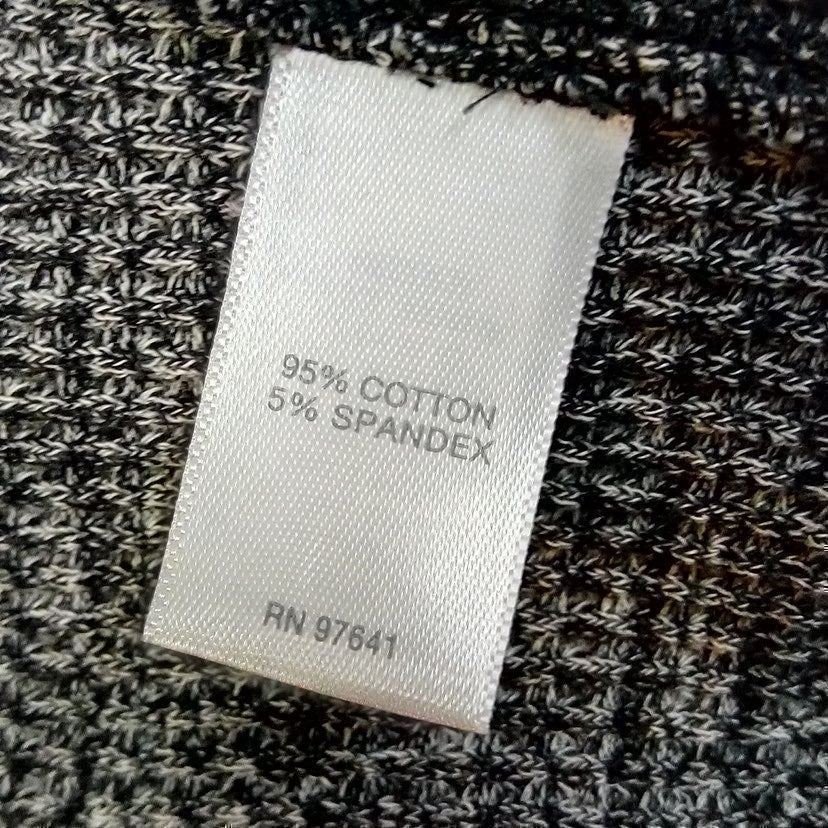 95% COTTON
5% SPANDEX
RN 97641